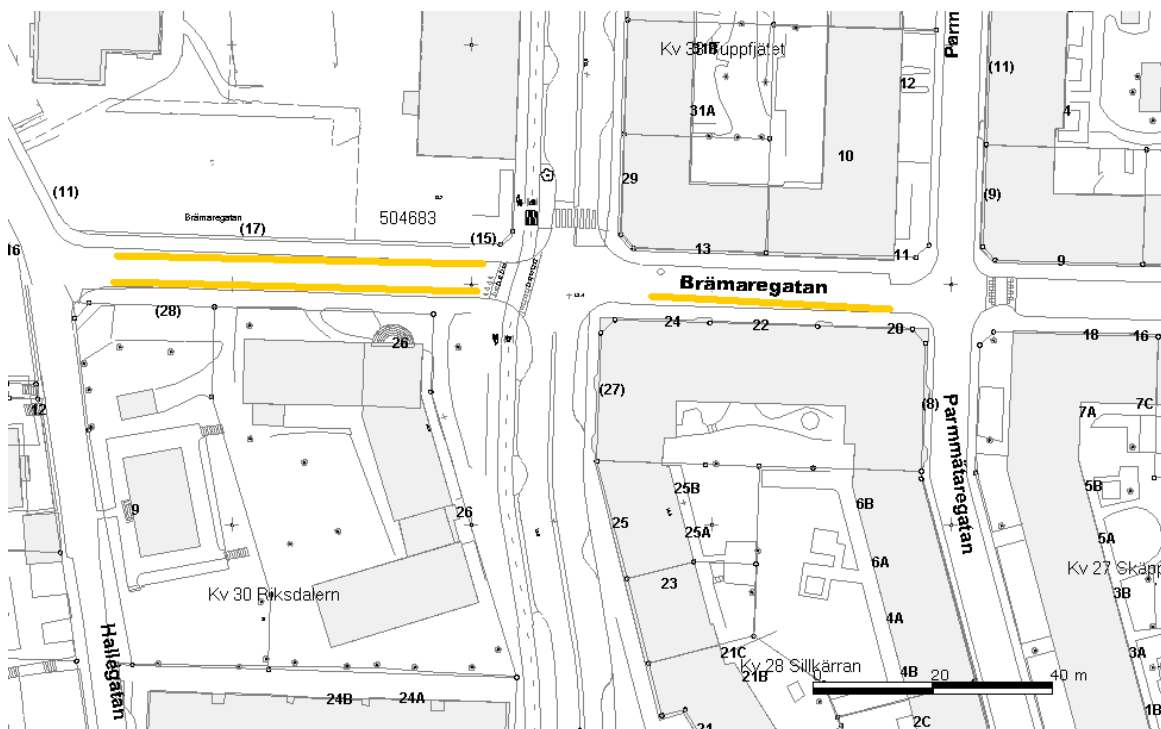 Kv 38 Tuppfjätet
31B
(11)
12
31A
4
10
29
(11)
(9)
Brämaregatan
(17)
504683
(15)
13
11
9
16
Brämaregatan
(28)
24
22
20
18
16
26
(27)
(8)
12
7A
7C
Parmmätaregatan
9
25B
5B
6B
25
26
25A
5A
6A
23
Kv 27 Skäpp
3B
Kv 30 Riksdalern
4A
Hallegatan
21C
3A
Kv 28 Sillkärran
4B
21B
0 20 40 m
24B
24A
2C
1B
21
Parm